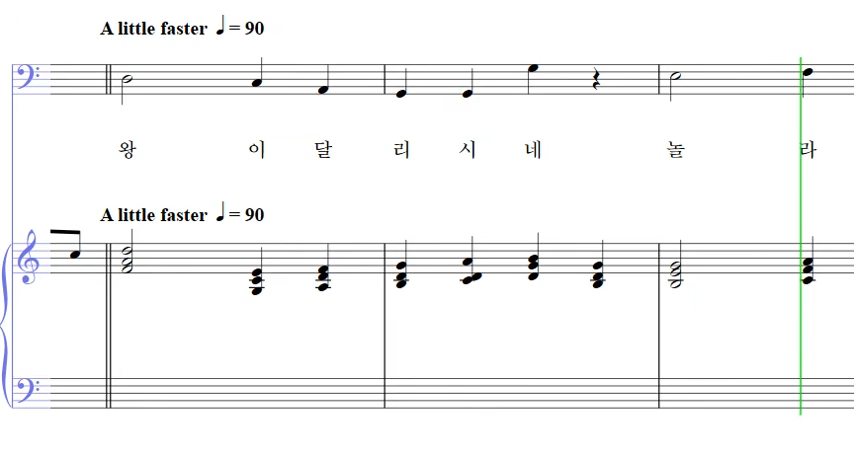 A little faster ♩ = 90
왕 이 달 리 시 네 놀 라
A little faster ♩ = 90